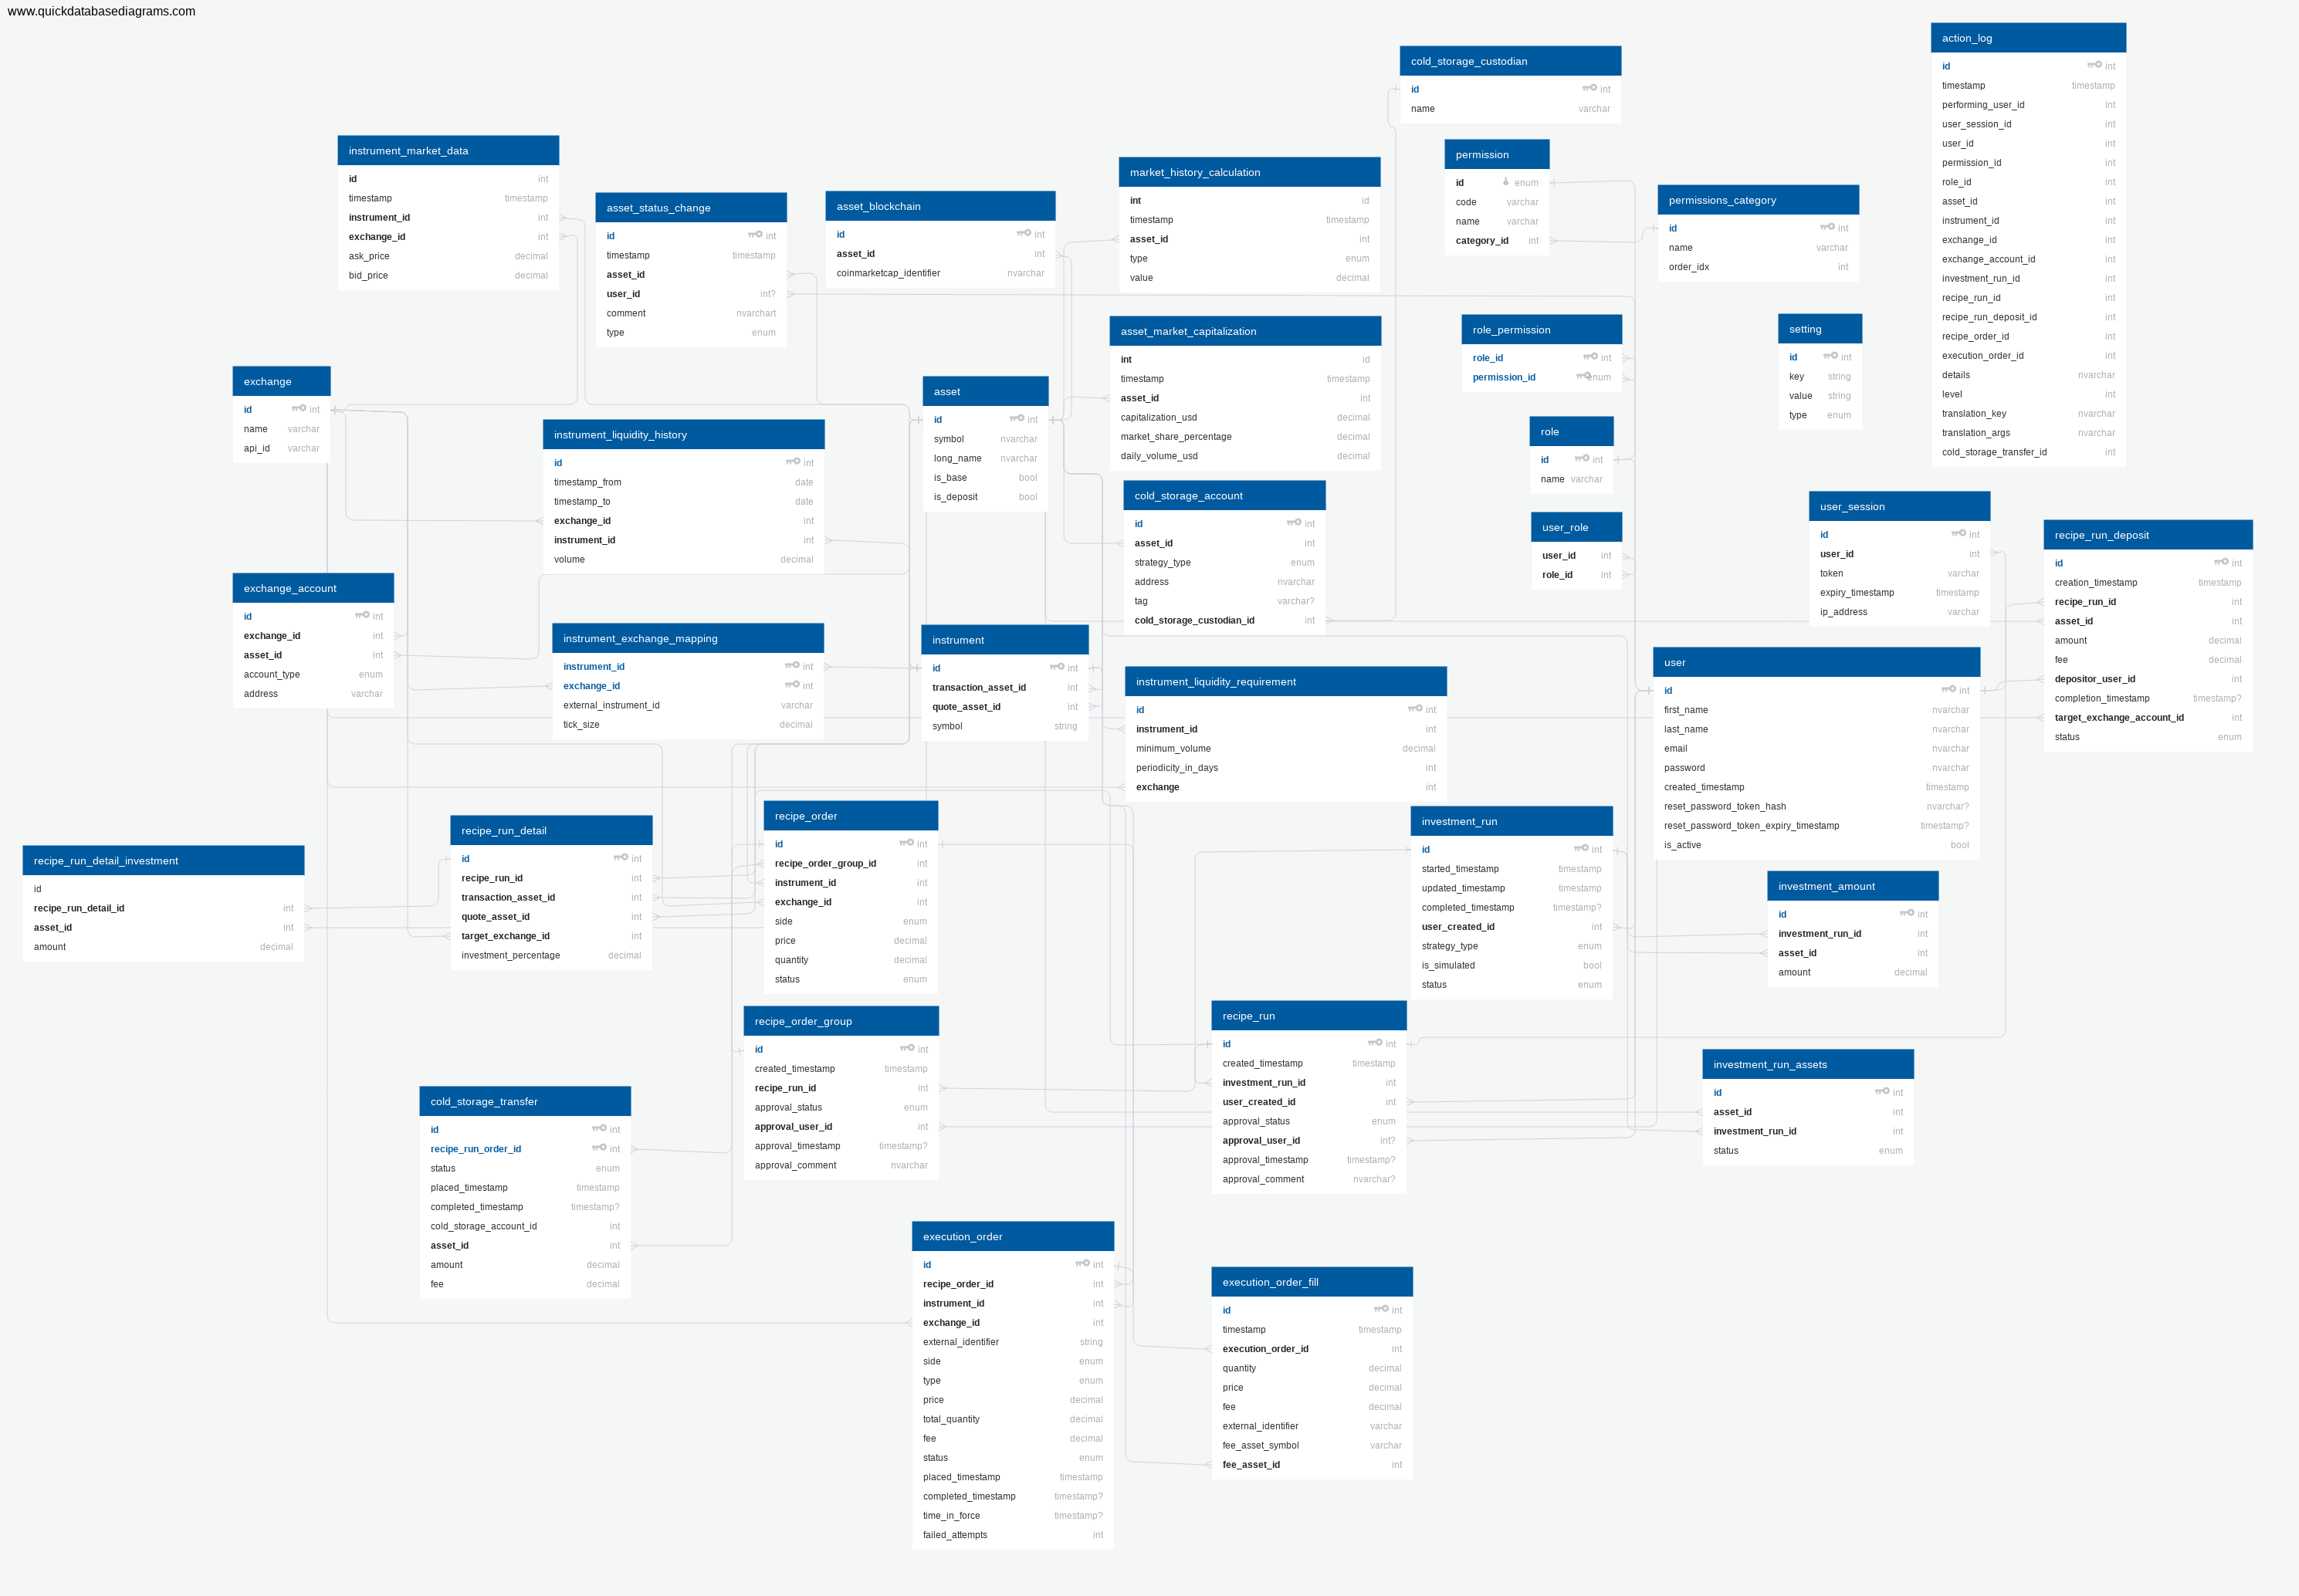 www.quickdatabasediagrams.com
action_log
id int
timestamp timestamp
performing_user_id int
user_session_id int
user_id int
permission_id int
role_id int
asset_id int
instrument_id int
exchange_id int
exchange_account_id int
investment_run_id int
recipe_run_id int
recipe_run_deposit_id int
recipe_order_id int
execution_order_id int
details nvarchar
level int
translation_key nvarchar
translation_args nvarchar
cold_storage_transfer_id int
cold_storage_custodian
id int
name varchar
instrument_market_data
id int
timestamp timestamp
instrument_id int
exchange_id int
ask_price decimal
bid_price decimal
permission
id enum
code varchar
name varchar
category_id int
market_history_calculation
int id
timestamp timestamp
asset_id int
type enum
value decimal
permissions_category
id int
name varchar
order_idx int
asset_status_change
id int
timestamp timestamp
asset_id int
user_id int?
comment nvarchart
type enum
asset_blockchain
id int
asset_id int
coinmarketcap_identifier nvarchar
asset_market_capitalization
int id
timestamp timestamp
asset_id int
capitalization_usd decimal
market_share_percentage decimal
daily_volume_usd decimal
role_permission
role_id int
permission_id enum
setting
id int
key string
value string
type enum
exchange
id int
name varchar
api_id varchar
asset
id int
symbol nvarchar
long_name nvarchar
is_base bool
is_deposit bool
instrument_liquidity_history
id int
timestamp_from date
timestamp_to date
exchange_id int
instrument_id int
volume decimal
role
id int
name varchar
cold_storage_account
id int
asset_id int
strategy_type enum
address nvarchar
tag varchar?
cold_storage_custodian_id int
user_role
user_id int
role_id int
user_session
id int
user_id int
token varchar
expiry_timestamp timestamp
ip_address varchar
recipe_run_deposit
id int
creation_timestamp timestamp
recipe_run_id int
asset_id int
amount decimal
fee decimal
depositor_user_id int
completion_timestamp timestamp?
target_exchange_account_id int
status enum
exchange_account
id int
exchange_id int
asset_id int
account_type enum
address varchar
instrument_exchange_mapping
instrument_id int
exchange_id int
external_instrument_id varchar
tick_size decimal
instrument
id int
transaction_asset_id int
quote_asset_id int
symbol string
instrument_liquidity_requirement
id int
instrument_id int
minimum_volume decimal
periodicity_in_days int
exchange int
user
id int
first_name nvarchar
last_name nvarchar
email nvarchar
password nvarchar
created_timestamp timestamp
reset_password_token_hash nvarchar?
reset_password_token_expiry_timestamp timestamp?
is_active bool
recipe_run_detail_investment
id
recipe_run_detail_id int
asset_id int
amount decimal
recipe_run_detail
id int
recipe_run_id int
transaction_asset_id int
quote_asset_id int
target_exchange_id int
investment_percentage decimal
recipe_order
id int
recipe_order_group_id int
instrument_id int
exchange_id int
side enum
price decimal
quantity decimal
status enum
investment_run
id int
started_timestamp timestamp
updated_timestamp timestamp
completed_timestamp timestamp?
user_created_id int
strategy_type enum
is_simulated bool
status enum
investment_amount
id int
investment_run_id int
asset_id int
amount decimal
recipe_order_group
id int
created_timestamp timestamp
recipe_run_id int
approval_status enum
approval_user_id int
approval_timestamp timestamp?
approval_comment nvarchar
recipe_run
id int
created_timestamp timestamp
investment_run_id int
user_created_id int
approval_status enum
approval_user_id int?
approval_timestamp timestamp?
approval_comment nvarchar?
investment_run_assets
id int
asset_id int
investment_run_id int
status enum
cold_storage_transfer
id int
recipe_run_order_id int
status enum
placed_timestamp timestamp
completed_timestamp timestamp?
cold_storage_account_id int
asset_id int
amount decimal
fee decimal
execution_order
id int
recipe_order_id int
instrument_id int
exchange_id int
external_identifier string
side enum
type enum
price decimal
total_quantity decimal
fee decimal
status enum
placed_timestamp timestamp
completed_timestamp timestamp?
time_in_force timestamp?
failed_attempts int
execution_order_fill
id int
timestamp timestamp
execution_order_id int
quantity decimal
price decimal
fee decimal
external_identifier varchar
fee_asset_symbol varchar
fee_asset_id int